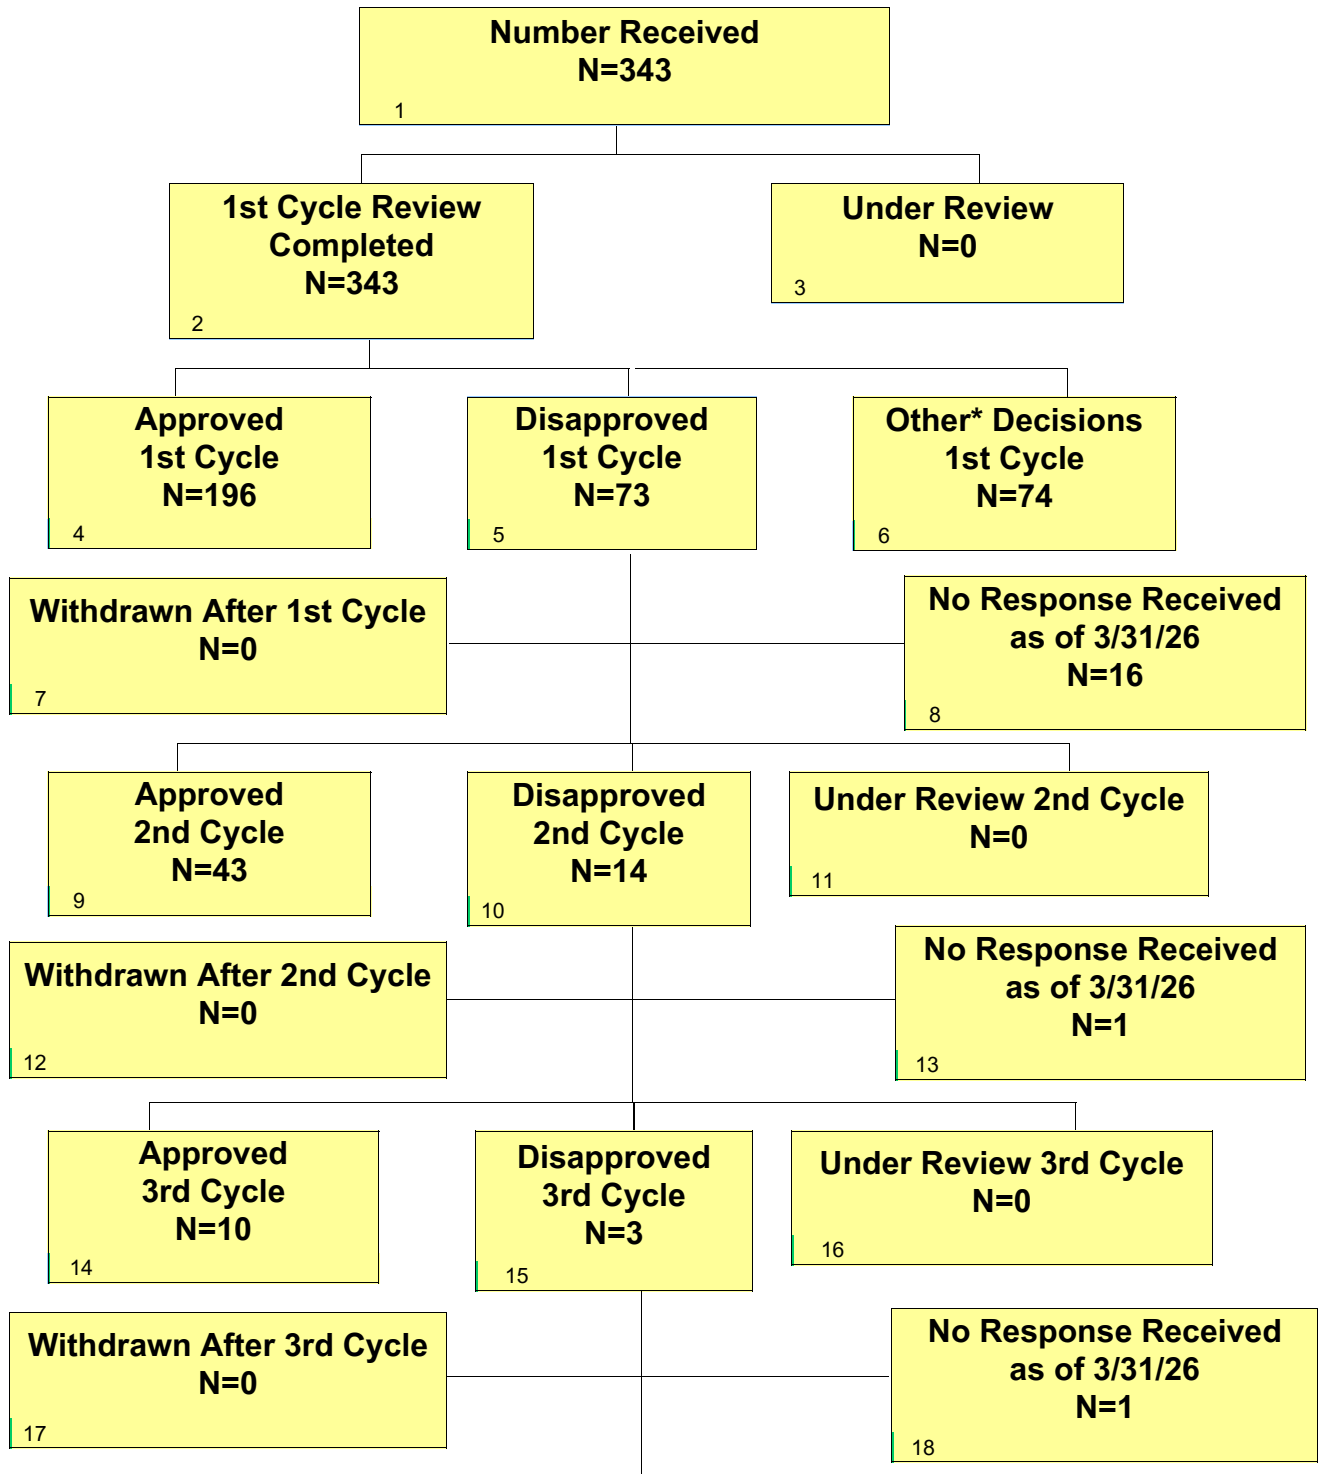 Number Received
N=343
1
1st Cycle Review
Completed
N=343
2
Under Review
N=0
3
Approved
1st Cycle
N=196
4
Disapproved
1st Cycle
N=73
5
Other* Decisions
1st Cycle
N=74
6
Withdrawn After 1st Cycle
N=0
7
No Response Received
as of 3/31/26
N=16
8
Approved
2nd Cycle
N=43
9
Disapproved
2nd Cycle
N=14
10
Under Review 2nd Cycle
N=0
11
Withdrawn After 2nd Cycle
N=0
12
No Response Received
as of 3/31/26
N=1
13
Approved
3rd Cycle
N=10
14
Disapproved
3rd Cycle
N=3
15
Under Review 3rd Cycle
N=0
16
Withdrawn After 3rd Cycle
N=0
17
No Response Received
as of 3/31/26
N=1
18